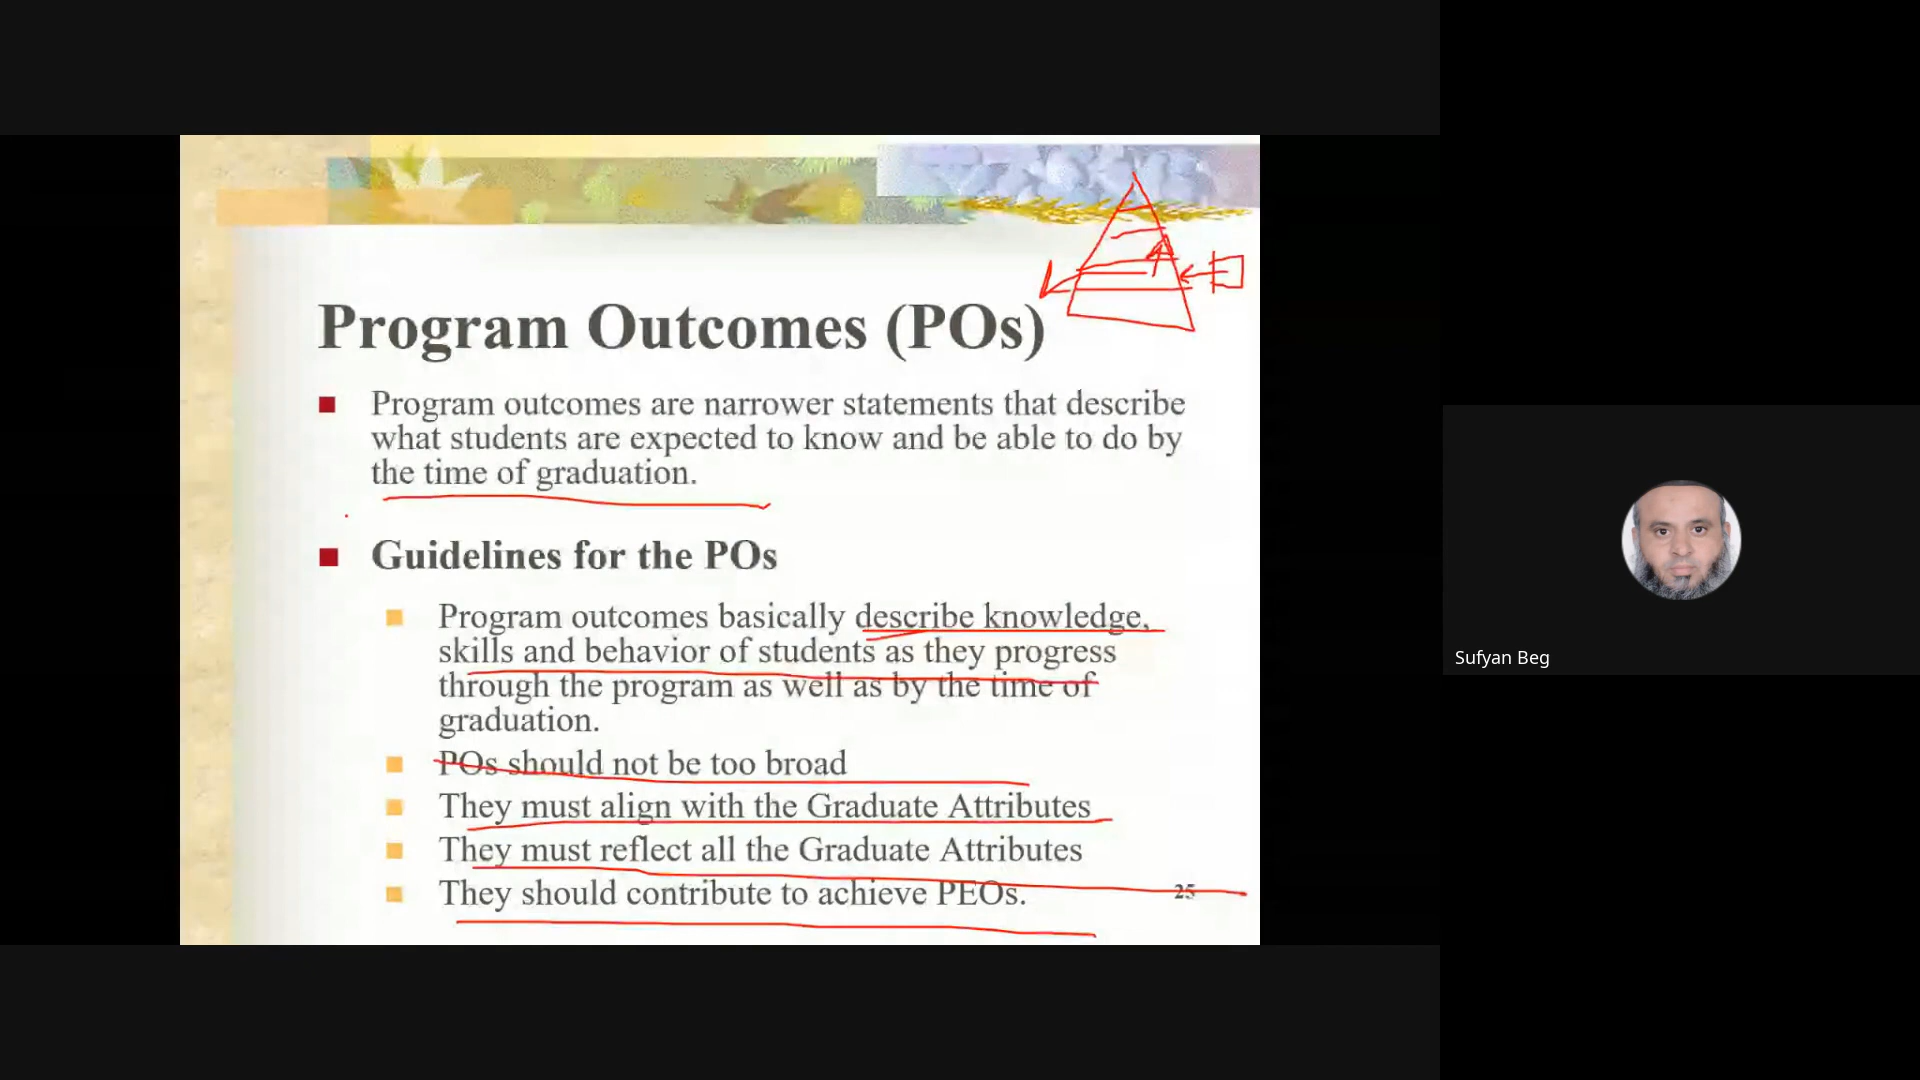 Program Outcomes (POs)
Program outcomes are narrower statements that describe
what students are expected to know and be able to do by
the time of graduation.
Guidelines for the POs
Program outcomes basically describe knowledge,
skills and behavior of students as they progress
through the program as well as by the time of
graduation.
POs should not be too broad
They must align with the Graduate Attributes
They must reflect all the Graduate Attributes
They should contribute to achieve PEOs.
25
Sufyan Beg